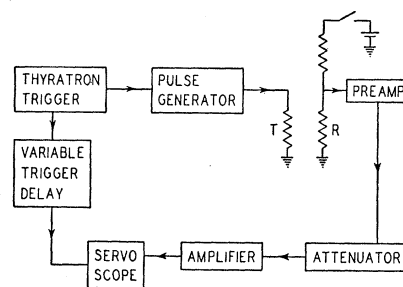 THYRATRON
TRIGGER
PULSE
GENERATOR
T
R
PREAMP
VARIABLE
TRIGGER
DELAY
SERVO
SCOPE
AMPLIFIER
ATTENUATOR